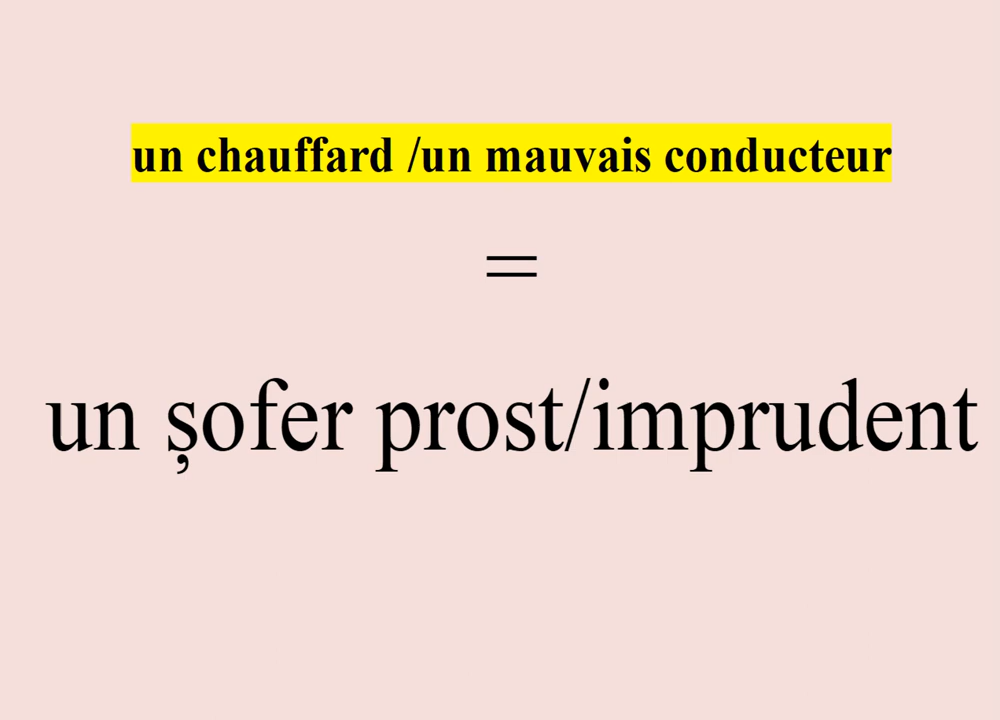 un chauffard /un mauvais conducteur
=
un șofer prost/imprudent